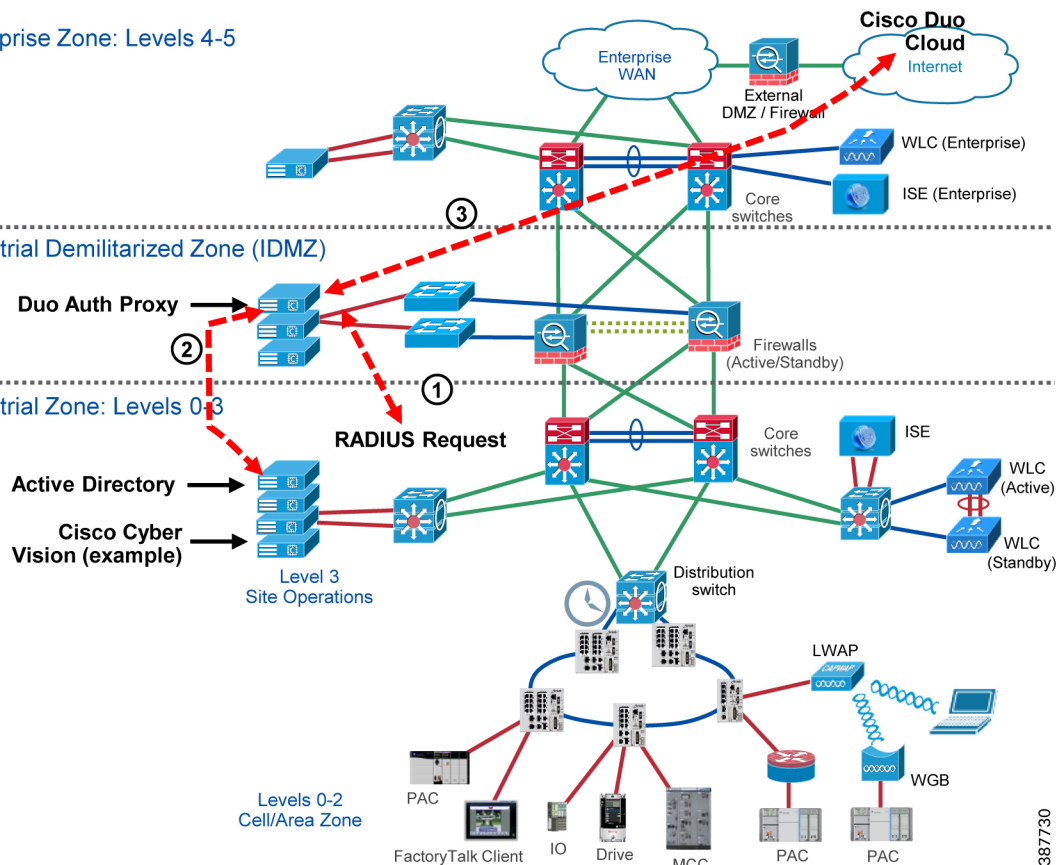 prise Zone: Levels 4-5
Cisco Duo
Cloud
Internet
Enterprise
WAN
External
DMZ / Firewall
WLC (Enterprise)
ISE (Enterprise)
Core
switches
3
trial Demilitarized Zone (IDMZ)
Duo Auth Proxy
2
Firewalls
(Active/Standby)
1
trial Zone: Levels 0-3
RADIUS Request
Core
switches
ISE
WLC
(Active)
Active Directory
Cisco Cyber
Vision (example)
WLC
(Standby)
Level 3
Site Operations
Distribution
switch
LWAP
CAPWAP
WGB
PAC
Levels 0-2
Cell/Area Zone
FactoryTalk Client
IO
Drive
MCC
PAC
PAC
387730